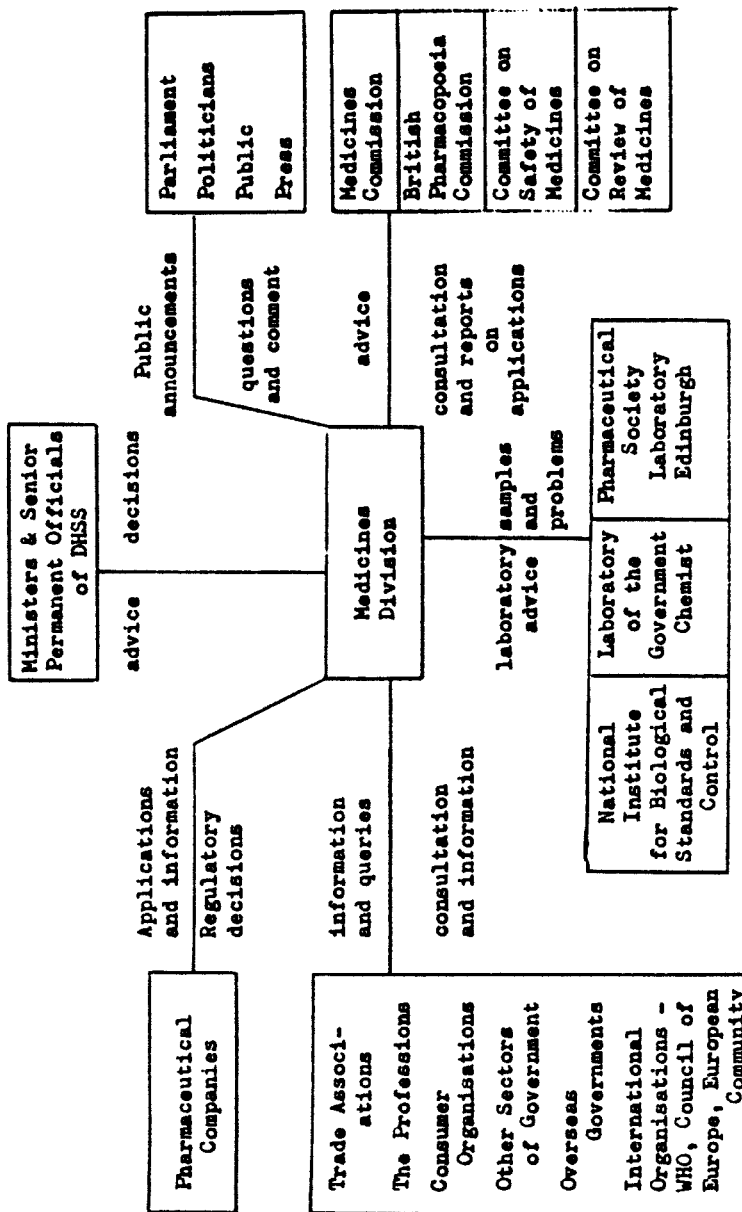 Ministers & Senior
Permanent Officials
of DHSS
advice
decisions
Pharmaceutical
Companies
Applications
and information
Regulatory
decisions
Public
announcements
questions
and comment
Parliament
Politicians
Public
Press
Trade Associ-
ations
The Professions
Consumer
Organisations
Other Sectors
of Government
Overseas
Governments
International
Organisations -
WHO, Council of
Europe, European
Community
information
and queries
consultation
and information
Medicines
Division
advice
consultation
and reports
on
applications
Medicines
Commission
British
Pharmacopoeia
Commission
Committee on
Safety of
Medicines
Committee on
Review of
Medicines
laboratory
advice
samples
and
problems
National
Institute
for Biological
Standards and
Control
Laboratory
of the
Government
Chemist
Pharmaceutical
Society
Laboratory
Edinburgh